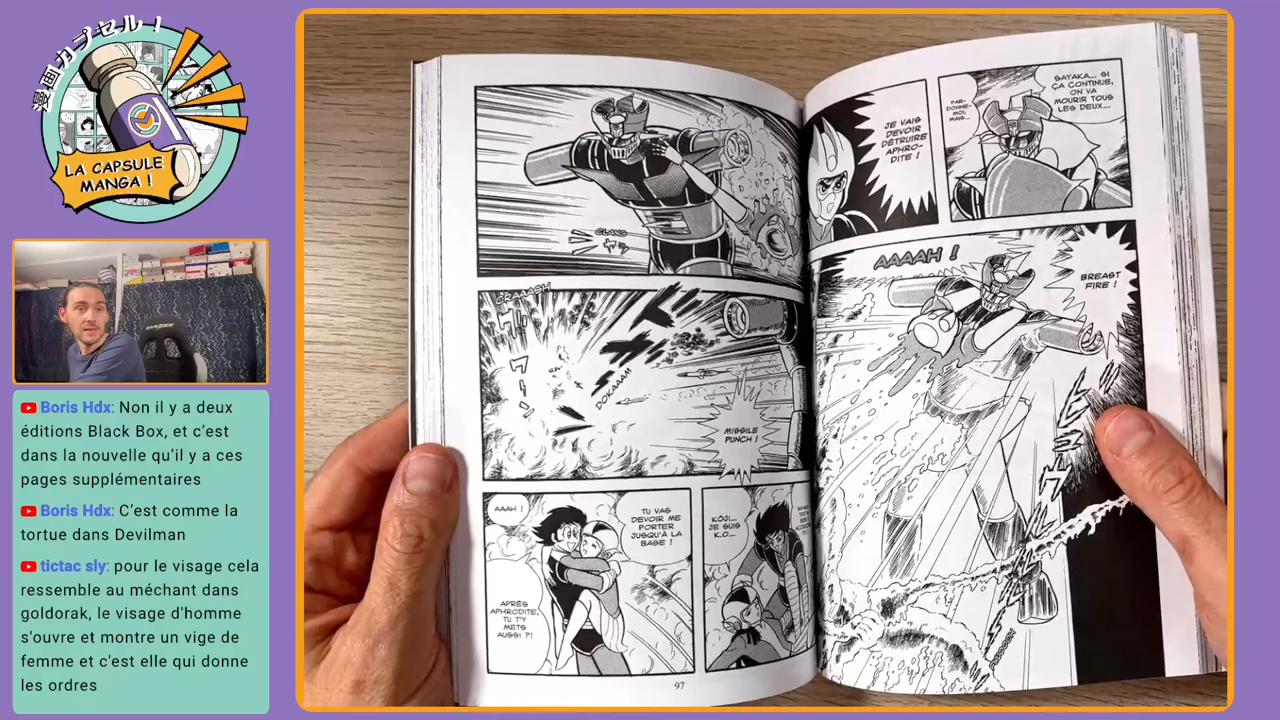 漫画カプセル!
LA CAPSULE
MANGA !
Boris Hdx: Non il y a deux
éditions Black Box, et c’est
dans la nouvelle qu’il y a ces
pages supplémentaires
Boris Hdx: C’est comme la
tortue dans Devilman
tictac sly: pour le visage cela
ressemble au méchant dans
goldorak, le visage d'homme
s'ouvre et montre un vige de
femme et c'est elle qui donne
les ordres
CLANG
CRAAASH
DOKAAAM
MISSILE
PUNCH !
AAAH !
TU VAS
DEVOIR ME
PORTER
JUSQU'À LA
BASE !
APRÈS
APHRODITE,
TU T'Y
METS
AUSSI ?!
KÔJI...
JE SUIS
K.O...
97
JE VAIS
DEVOIR
DÉTRUIRE
APHRO-
DITE !
PAR-
DONNE-
MOI,
MAIS...
SAYAKA... SI
ÇA CONTINUE,
ON VA
MOURIR TOUS
LES DEUX...
AAAAH !
BREAST
FIRE !